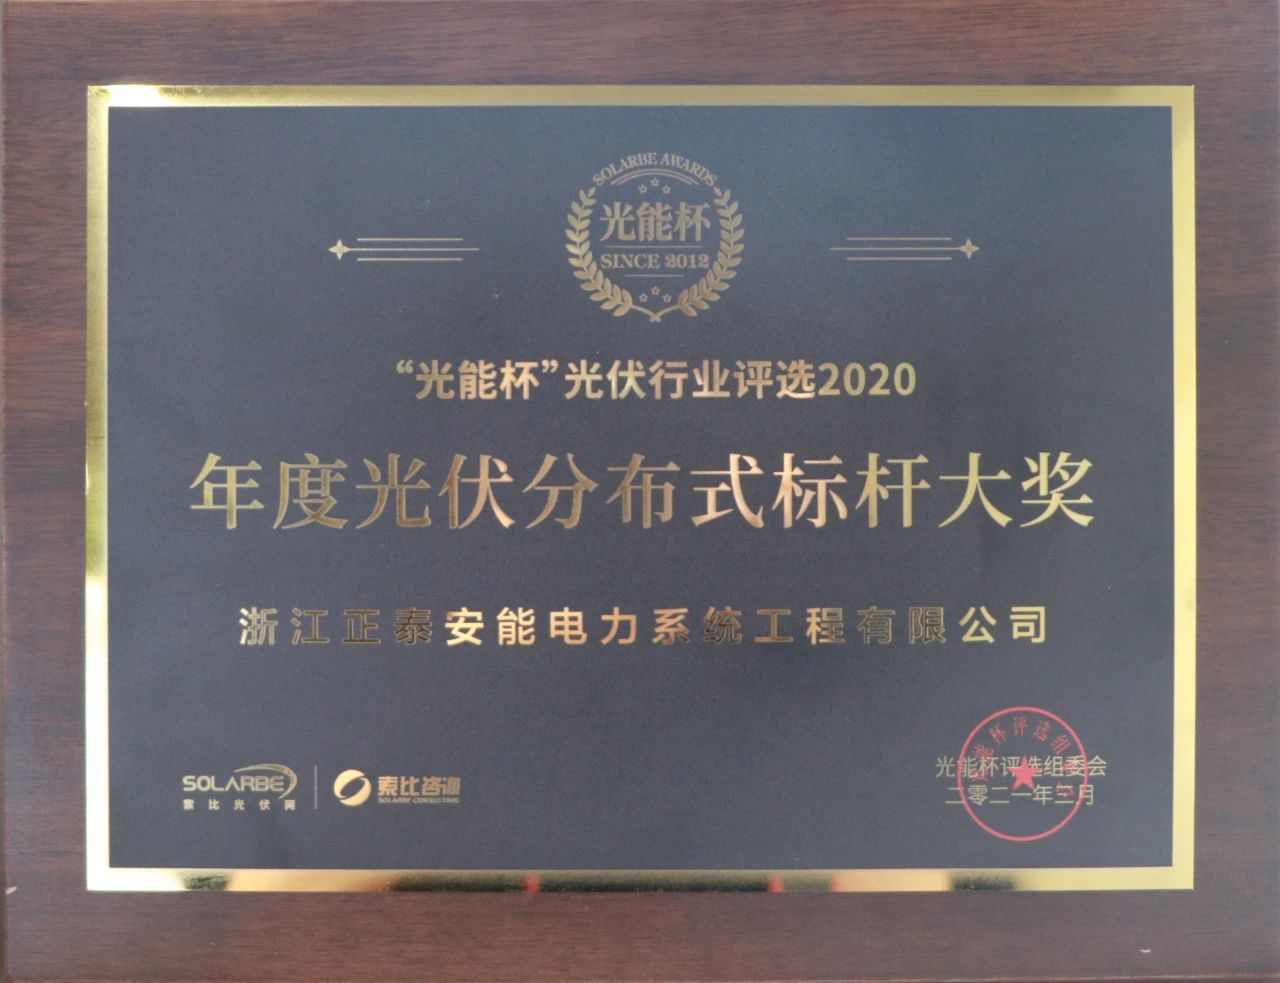 SOLARBE AWARDS
光能杯
SINCE 2012
“光能杯”光伏行业评选2020
年度光伏分布式标杆大奖
浙江正泰安能电力系统工程有限公司
SOLARBE
索比光伏网
索比咨询
SOLARBE CONSULTING
光能杯评选组委会
二零二一年三月